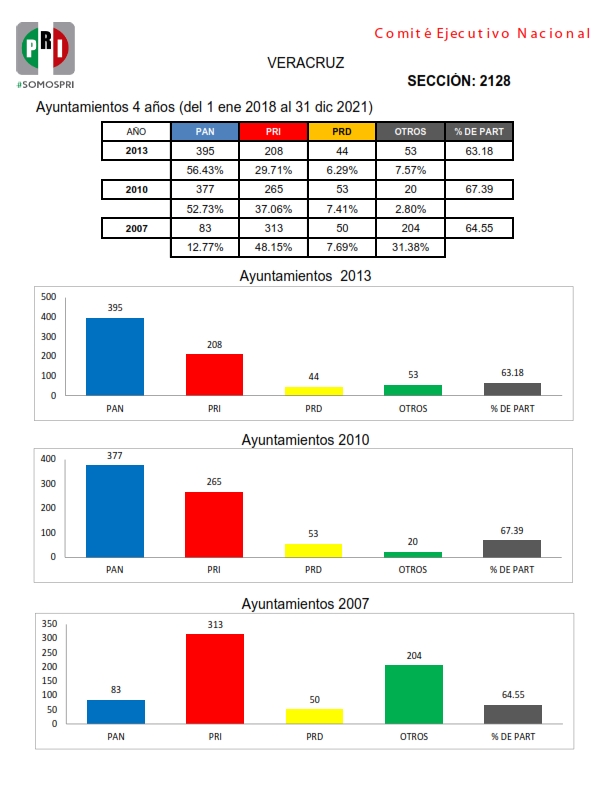 PRI
#SOMOSPRI
Comité Ejecutivo Nacional
VERACRUZ
SECCIÓN: 2128
Ayuntamientos 4 años (del 1 ene 2018 al 31 dic 2021)
AÑO PAN PRI PRD OTROS % DE PART
2013 395 208 44 53 63.18
56.43% 29.71% 6.29% 7.57%
2010 377 265 53 20 67.39
52.73% 37.06% 7.41% 2.80%
2007 83 313 50 204 64.55
12.77% 48.15% 7.69% 31.38%
Ayuntamientos 2013
500
400
300
200
100
0
395
208
44
53
63.18
PAN PRI PRD OTROS % DE PART
Ayuntamientos 2010
400
300
200
100
0
377
265
53
20
67.39
PAN PRI PRD OTROS % DE PART
Ayuntamientos 2007
350
300
250
200
150
100
50
0
83
313
50
204
64.55
PAN PRI PRD OTROS % DE PART